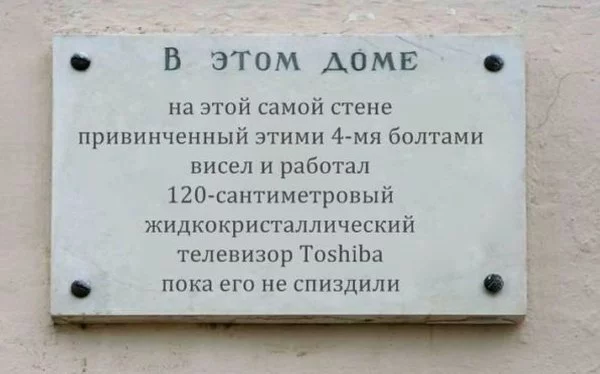 В ЭТОМ ДОМЕ
на этой самой стене
привинченный этими 4-мя болтами
висел и работал
120-сантиметровый
жидкокристаллический
телевизор Toshiba
пока его не спиздили